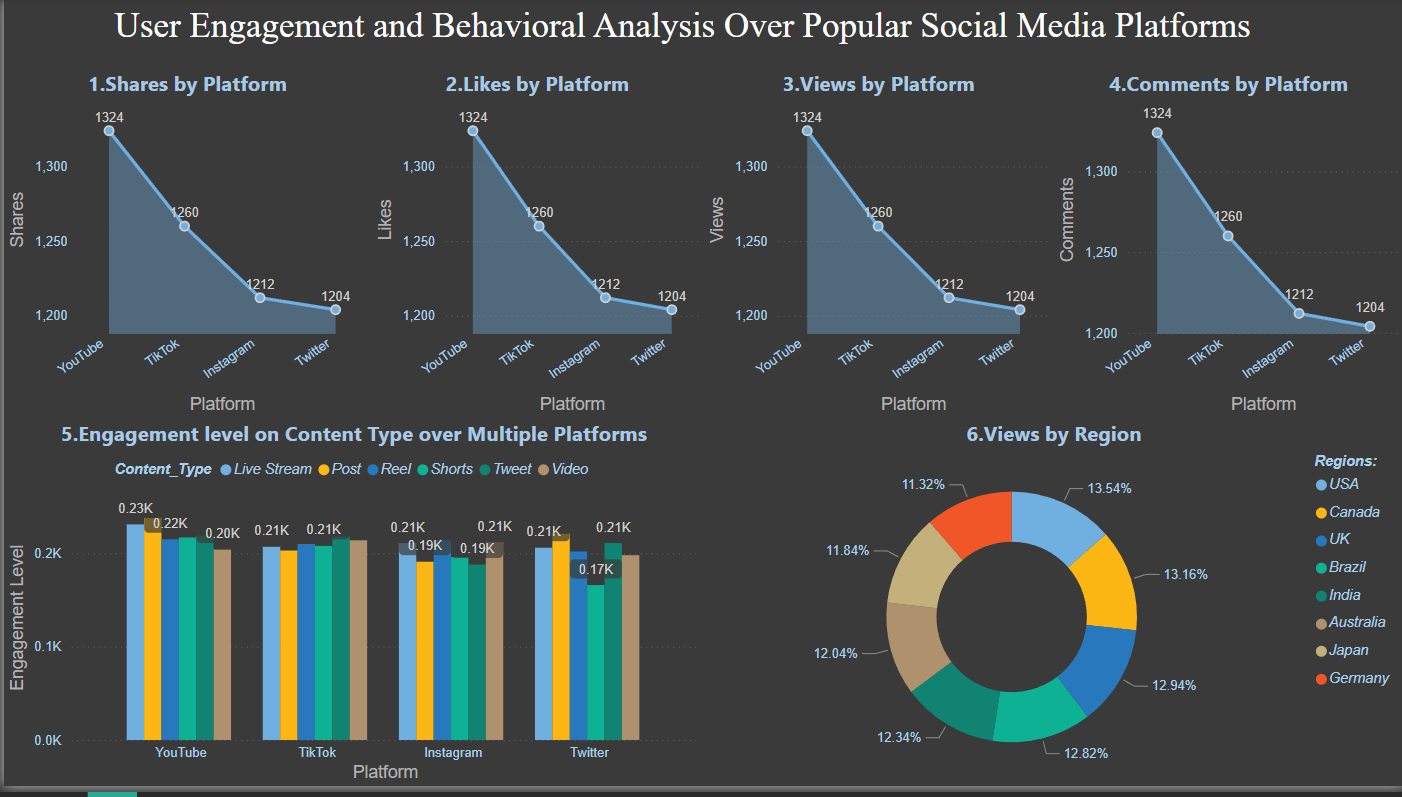 User Engagement and Behavioral Analysis Over Popular Social Media Platforms
1.Shares by Platform
Shares
1,300
1,250
1,200
1324
1260
1212
1204
YouTube
TikTok
Instagram
Twitter
Platform
2.Likes by Platform
Likes
1,300
1,250
1,200
1324
1260
1212
1204
YouTube
TikTok
Instagram
Twitter
Platform
3.Views by Platform
Views
1,300
1,250
1,200
1324
1260
1212
1204
YouTube
TikTok
Instagram
Twitter
Platform
4.Comments by Platform
Comments
1,300
1,250
1,200
1324
1260
1212
1204
YouTube
TikTok
Instagram
Twitter
Platform
5.Engagement level on Content Type over Multiple Platforms
Content_Type Live Stream Post Reel Shorts Tweet Video
Engagement Level
0.2K
0.1K
0.0K
0.23K
0.22K
0.20K
0.21K
0.21K
0.21K
0.19K
0.19K
0.21K
0.21K
0.17K
0.21K
YouTube
TikTok
Instagram
Twitter
Platform
6.Views by Region
13.54%
13.16%
12.94%
12.82%
12.34%
12.04%
11.84%
11.32%
Regions:
USA
Canada
UK
Brazil
India
Australia
Japan
Germany